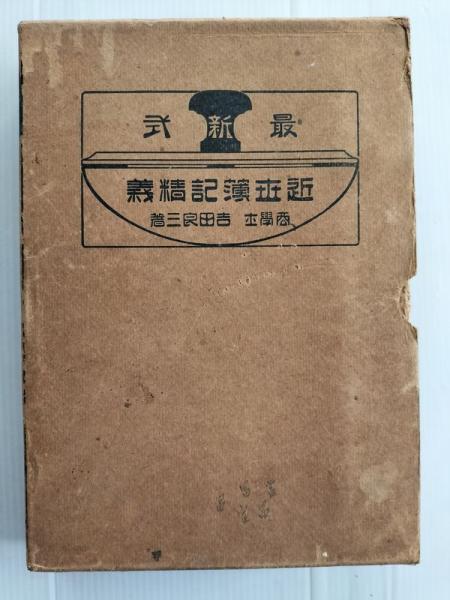 最新式
近世簿記精義
商學士 吉田良三著